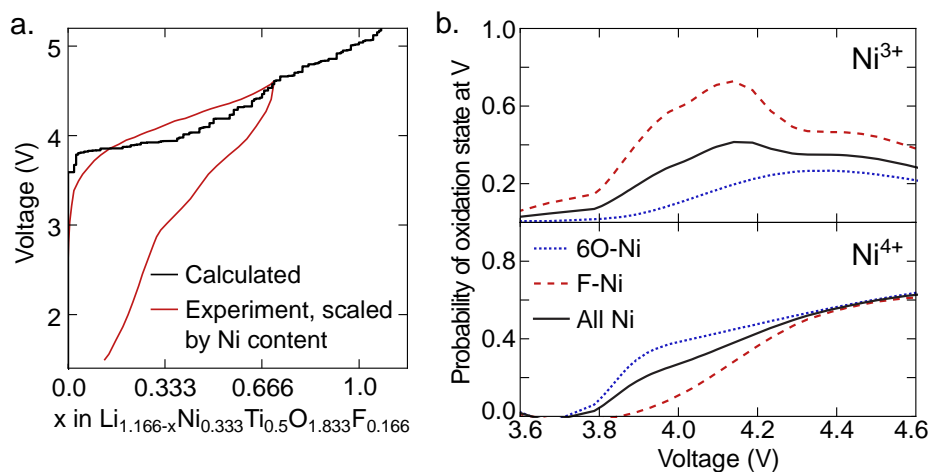 a.
5
4
3
2
Voltage (V)
Calculated
Experiment, scaled
by Ni content
0.0
0.333
0.666
1.0
x in Li1.166-xNi0.333Ti0.5O1.833F0.166
b.
Ni3+
1.0
0.6
0.2
Ni4+
0.8
0.4
0.0
Probability of oxidation state at V
6O-Ni
F-Ni
All Ni
3.6
3.8
4.0
4.2
4.4
4.6
Voltage (V)